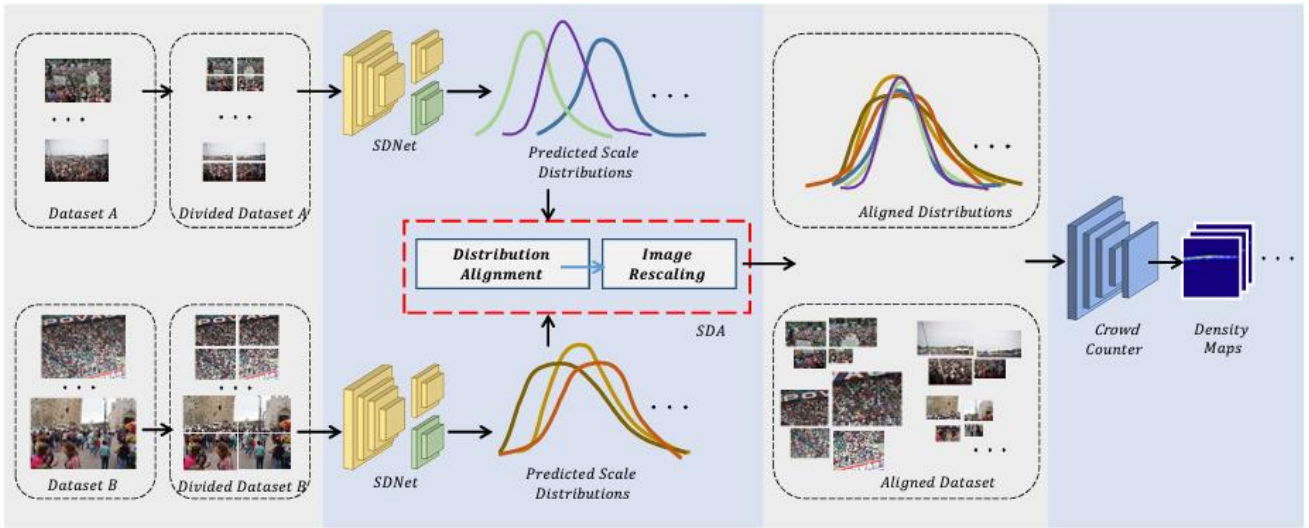 Dataset A
Divided Dataset A
SDNet
Predicted Scale
Distributions
Distribution
Alignment
Image
Rescaling
SDA
Dataset B
Divided Dataset B
SDNet
Predicted Scale
Distributions
Aligned Distributions
Aligned Dataset
Crowd
Counter
Density
Maps